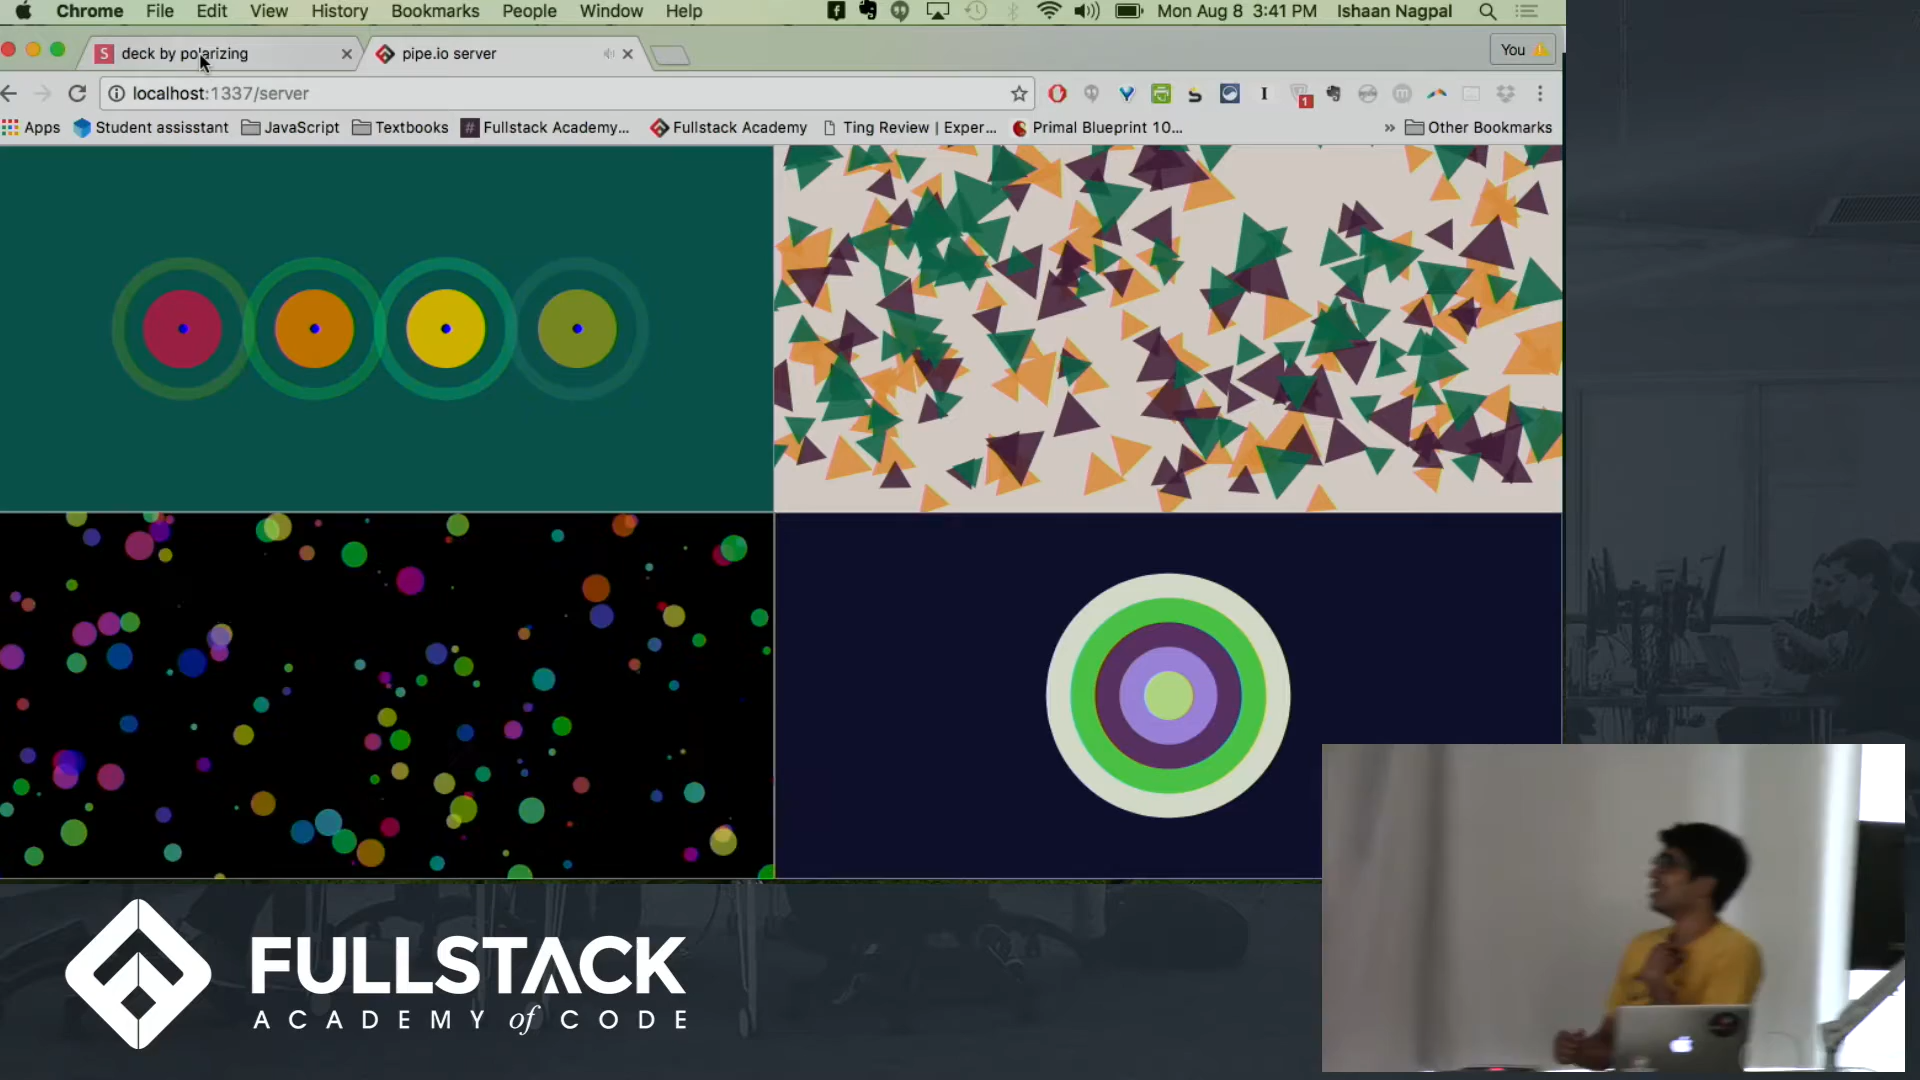 Chrome File Edit View History Bookmarks People Window Help Mon Aug 8 3:41 PM Ishaan Nagpal
S deck by polarizing pipe.io server You
localhost:1337/server I 1
Apps Student assisstant JavaScript Textbooks # Fullstack Academy... Fullstack Academy Ting Review | Exper... Primal Blueprint 10... » Other Bookmarks
FULLSTACK
ACADEMY of CODE